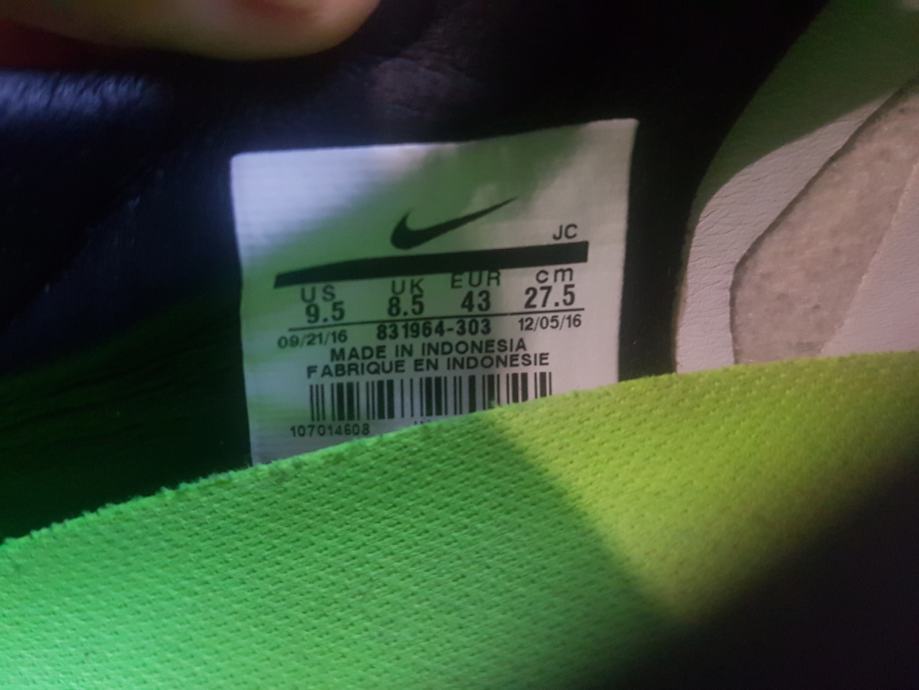 JC
US UK EUR cm
9.5 8.5 43 27.5
09/21/16 831964-303 12/05/16
MADE IN INDONESIA
FABRIQUE EN INDONESIE
107014608